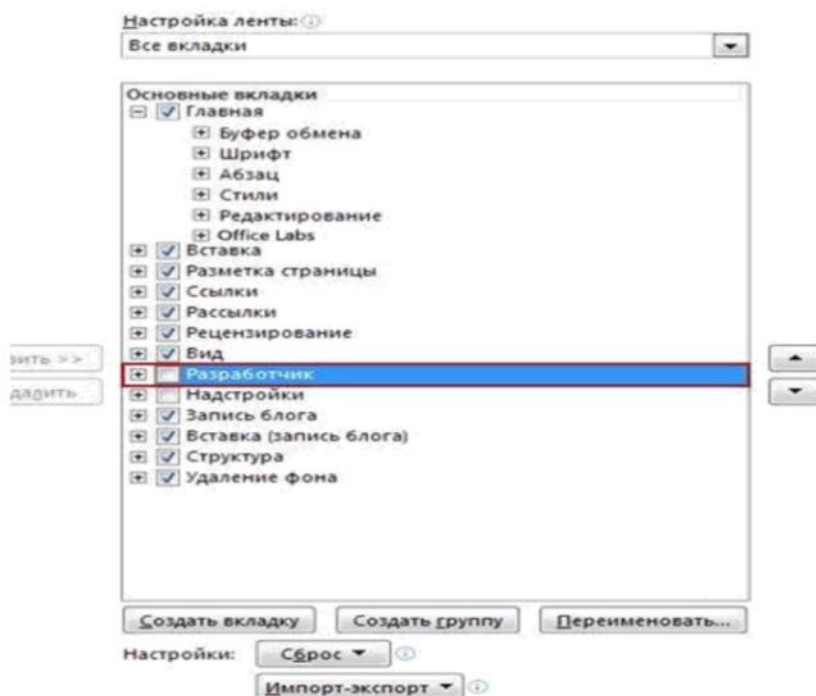 Настройка ленты:
Все вкладки
Основные вкладки
Главная
Буфер обмена
Шрифт
Абзац
Стили
Редактирование
Office Labs
Вставка
Разметка страницы
Ссылки
Рассылки
Рецензирование
Вид
вить >>
Разработчик
далить
Надстройки
Запись блога
Вставка (запись блога)
Структура
Удаление фона
Создать вкладку Создать группу Переименовать...
Настройки: Сброс
Импорт-экспорт